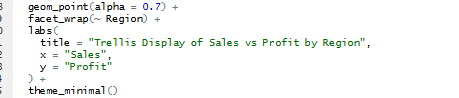 geom_point(alpha = 0.7) +
facet_wrap(~ Region) +
labs(
title = "Trellis Display of Sales vs Profit by Region",
x = "Sales",
y = "Profit"
) +
theme_minimal()